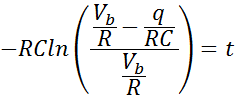 −RCln((V_b/R − q/RC)/(V_b/R)) = t